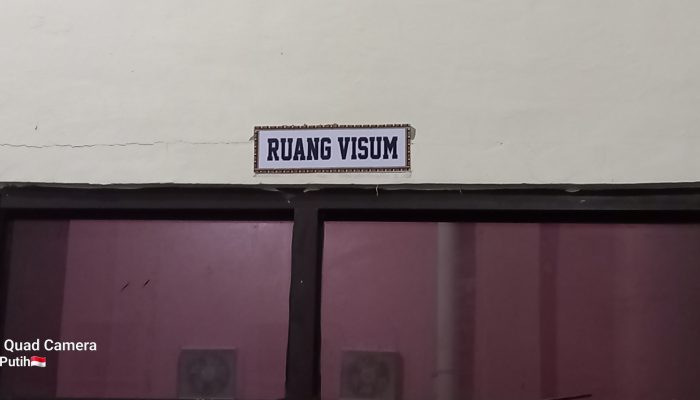 RUANG VISUM
Quad Camera
Putih🇮🇩